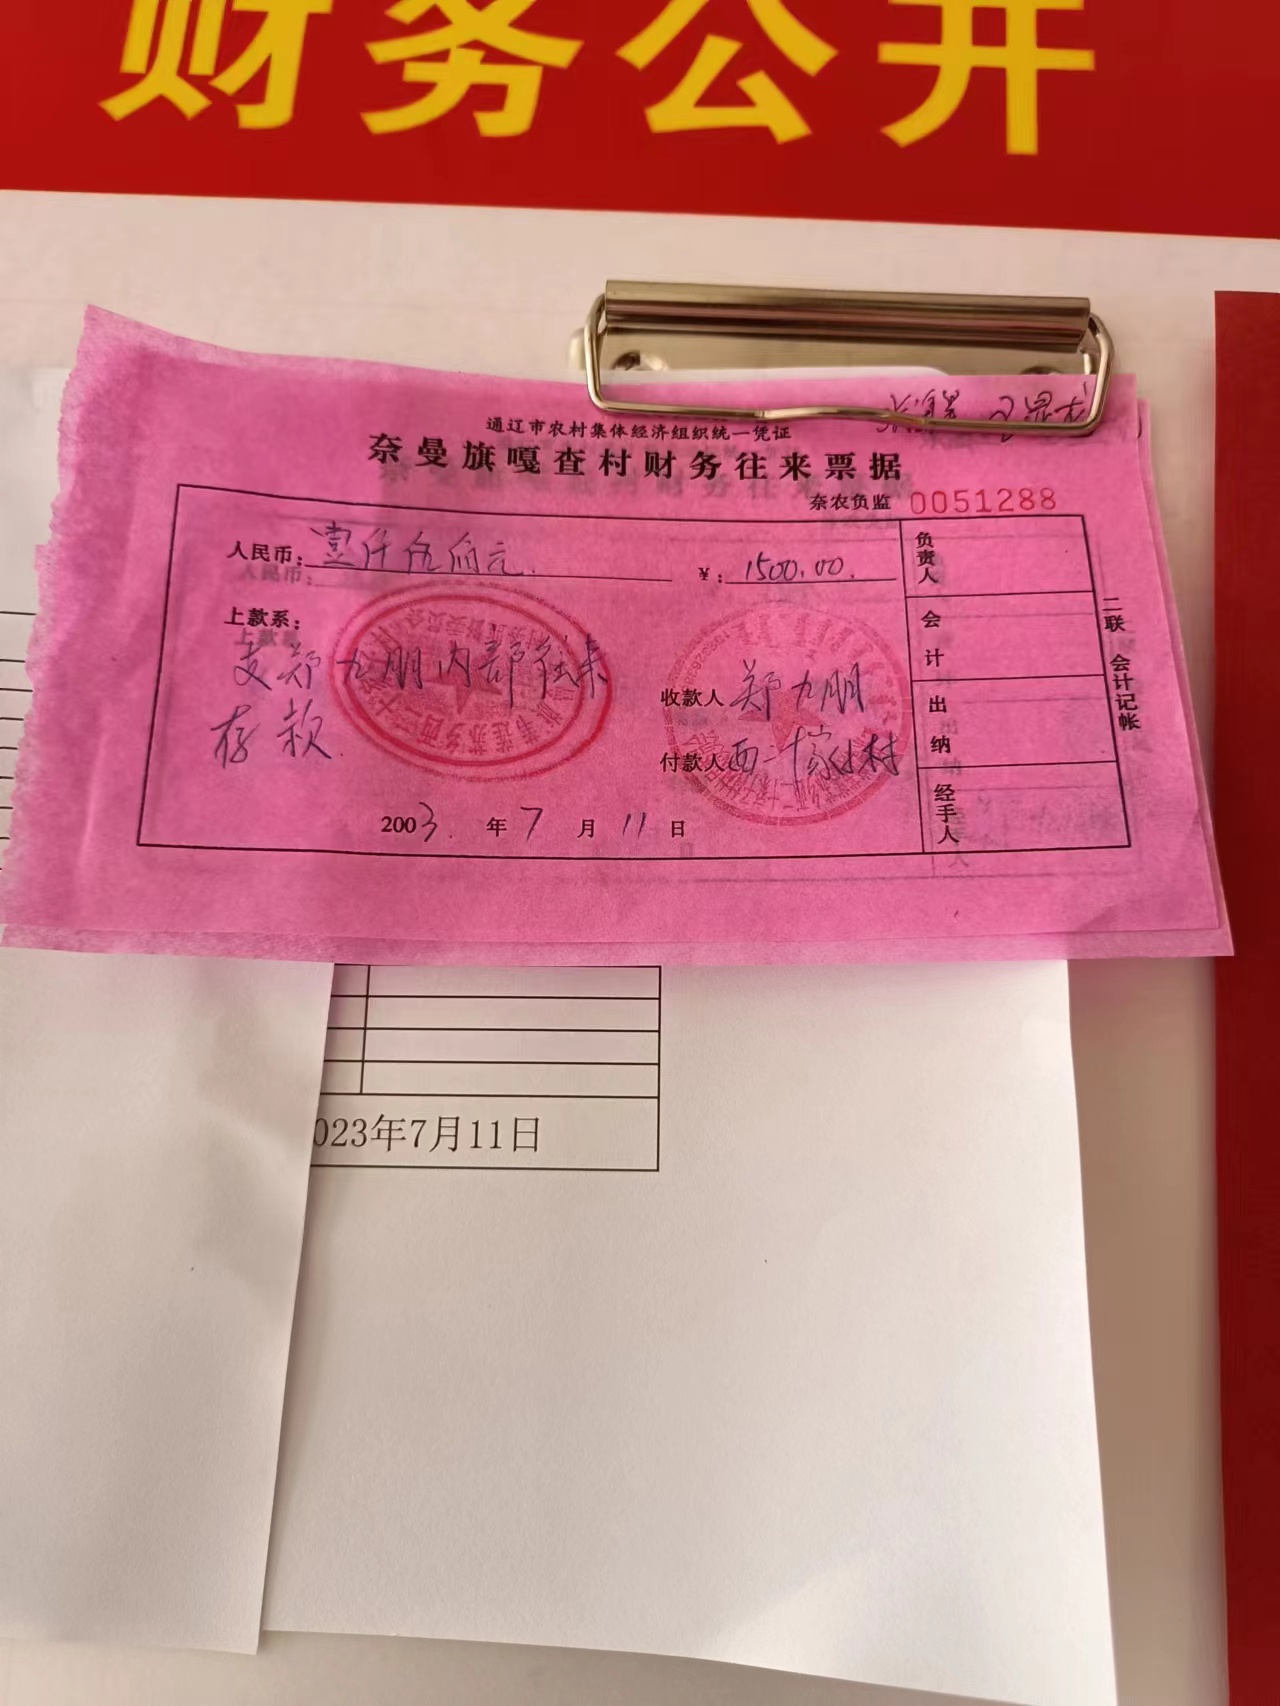 财务公开
通辽市农村集体经济组织统一凭证
奈曼旗嘎查村财务往来票据
奈农负监 0051288
人民币: 壹仟伍佰元. ¥: 1500.00.
上款系:
支郑九朋内部往来
存款.
收款人 郑九朋
付款人 西二十家子村
2003. 年 7 月 11 日
负责人
会计
出纳
经手人
二联 会计记帐
023年7月11日